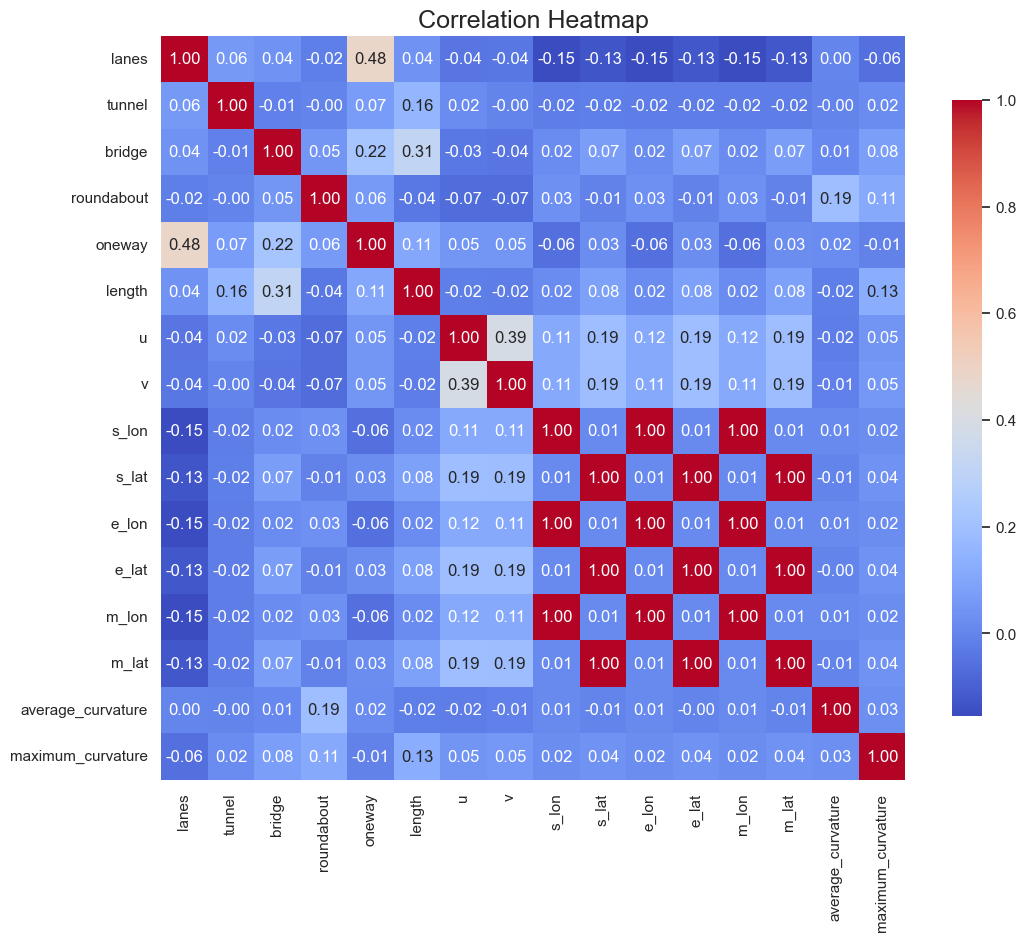 Correlation Heatmap
lanes 1.00 0.06 0.04 -0.02 0.48 0.04 -0.04 -0.04 -0.15 -0.13 -0.15 -0.13 -0.15 -0.13 0.00 -0.06
tunnel 0.06 1.00 -0.01 -0.00 0.07 0.16 0.02 -0.00 -0.02 -0.02 -0.02 -0.02 -0.02 -0.02 -0.00 0.02
bridge 0.04 -0.01 1.00 0.05 0.22 0.31 -0.03 -0.04 0.02 0.07 0.02 0.07 0.02 0.07 0.01 0.08
roundabout -0.02 -0.00 0.05 1.00 0.06 -0.04 -0.07 -0.07 0.03 -0.01 0.03 -0.01 0.03 -0.01 0.19 0.11
oneway 0.48 0.07 0.22 0.06 1.00 0.11 0.05 0.05 -0.06 0.03 -0.06 0.03 -0.06 0.03 0.02 -0.01
length 0.04 0.16 0.31 -0.04 0.11 1.00 -0.02 -0.02 0.02 0.08 0.02 0.08 0.02 0.08 -0.02 0.13
u -0.04 0.02 -0.03 -0.07 0.05 -0.02 1.00 0.39 0.11 0.19 0.12 0.19 0.12 0.19 -0.02 0.05
v -0.04 -0.00 -0.04 -0.07 0.05 -0.02 0.39 1.00 0.11 0.19 0.11 0.19 0.11 0.19 -0.01 0.05
s_lon -0.15 -0.02 0.02 0.03 -0.06 0.02 0.11 0.11 1.00 0.01 1.00 0.01 1.00 0.01 0.01 0.02
s_lat -0.13 -0.02 0.07 -0.01 0.03 0.08 0.19 0.19 0.01 1.00 0.01 1.00 0.01 1.00 -0.01 0.04
e_lon -0.15 -0.02 0.02 0.03 -0.06 0.02 0.12 0.11 1.00 0.01 1.00 0.01 1.00 0.01 0.01 0.02
e_lat -0.13 -0.02 0.07 -0.01 0.03 0.08 0.19 0.19 0.01 1.00 0.01 1.00 0.01 1.00 -0.00 0.04
m_lon -0.15 -0.02 0.02 0.03 -0.06 0.02 0.12 0.11 1.00 0.01 1.00 0.01 1.00 0.01 0.01 0.02
m_lat -0.13 -0.02 0.07 -0.01 0.03 0.08 0.19 0.19 0.01 1.00 0.01 1.00 0.01 1.00 -0.01 0.04
average_curvature 0.00 -0.00 0.01 0.19 0.02 -0.02 -0.02 -0.01 0.01 -0.01 0.01 -0.00 0.01 -0.01 1.00 0.03
maximum_curvature -0.06 0.02 0.08 0.11 -0.01 0.13 0.05 0.05 0.02 0.04 0.02 0.04 0.02 0.04 0.03 1.00
lanes tunnel bridge roundabout oneway length u v s_lon s_lat e_lon e_lat m_lon m_lat average_curvature maximum_curvature
1.0
0.8
0.6
0.4
0.2
0.0